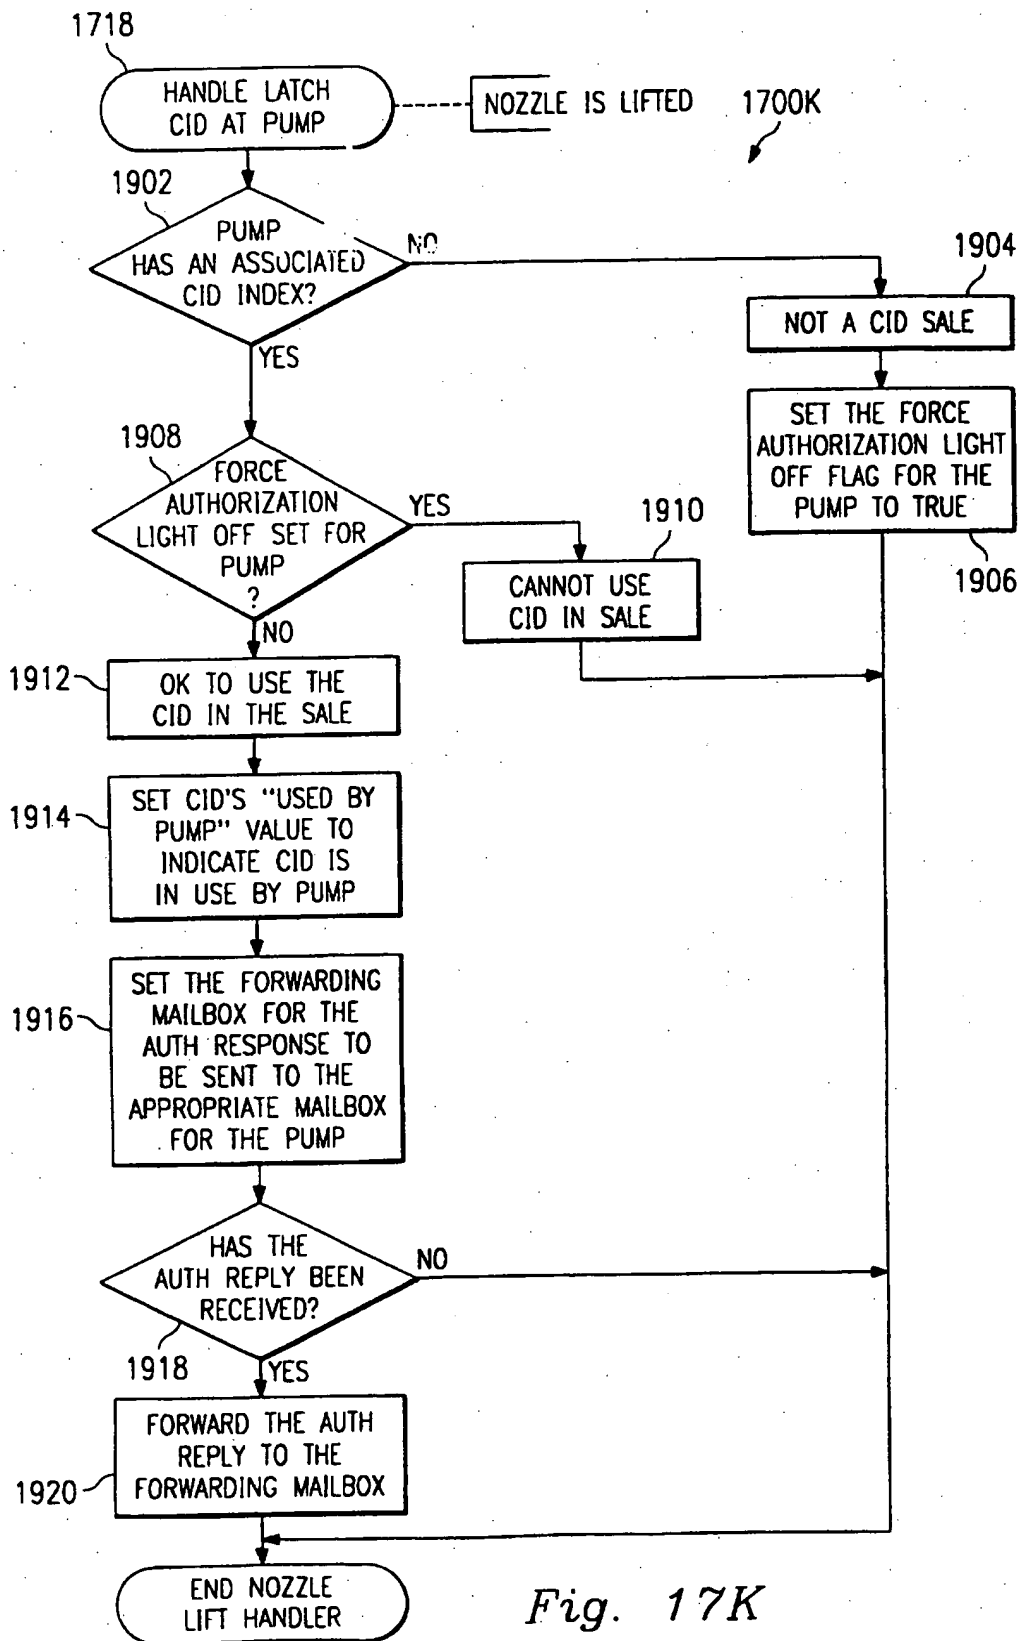 1718
HANDLE LATCH
CID AT PUMP
NOZZLE IS LIFTED
1700K
1902
PUMP
HAS AN ASSOCIATED
CID INDEX?
NO
YES
1904
NOT A CID SALE
SET THE FORCE
AUTHORIZATION LIGHT
OFF FLAG FOR THE
PUMP TO TRUE
1906
1908
FORCE
AUTHORIZATION
LIGHT OFF SET FOR
PUMP
?
YES
NO
1910
CANNOT USE
CID IN SALE
1912
OK TO USE THE
CID IN THE SALE
1914
SET CID'S "USED BY
PUMP" VALUE TO
INDICATE CID IS
IN USE BY PUMP
1916
SET THE FORWARDING
MAILBOX FOR THE
AUTH RESPONSE TO
BE SENT TO THE
APPROPRIATE MAILBOX
FOR THE PUMP
HAS THE
AUTH REPLY BEEN
RECEIVED?
NO
1918
YES
FORWARD THE AUTH
REPLY TO THE
FORWARDING MAILBOX
1920
END NOZZLE
LIFT HANDLER
Fig. 17K